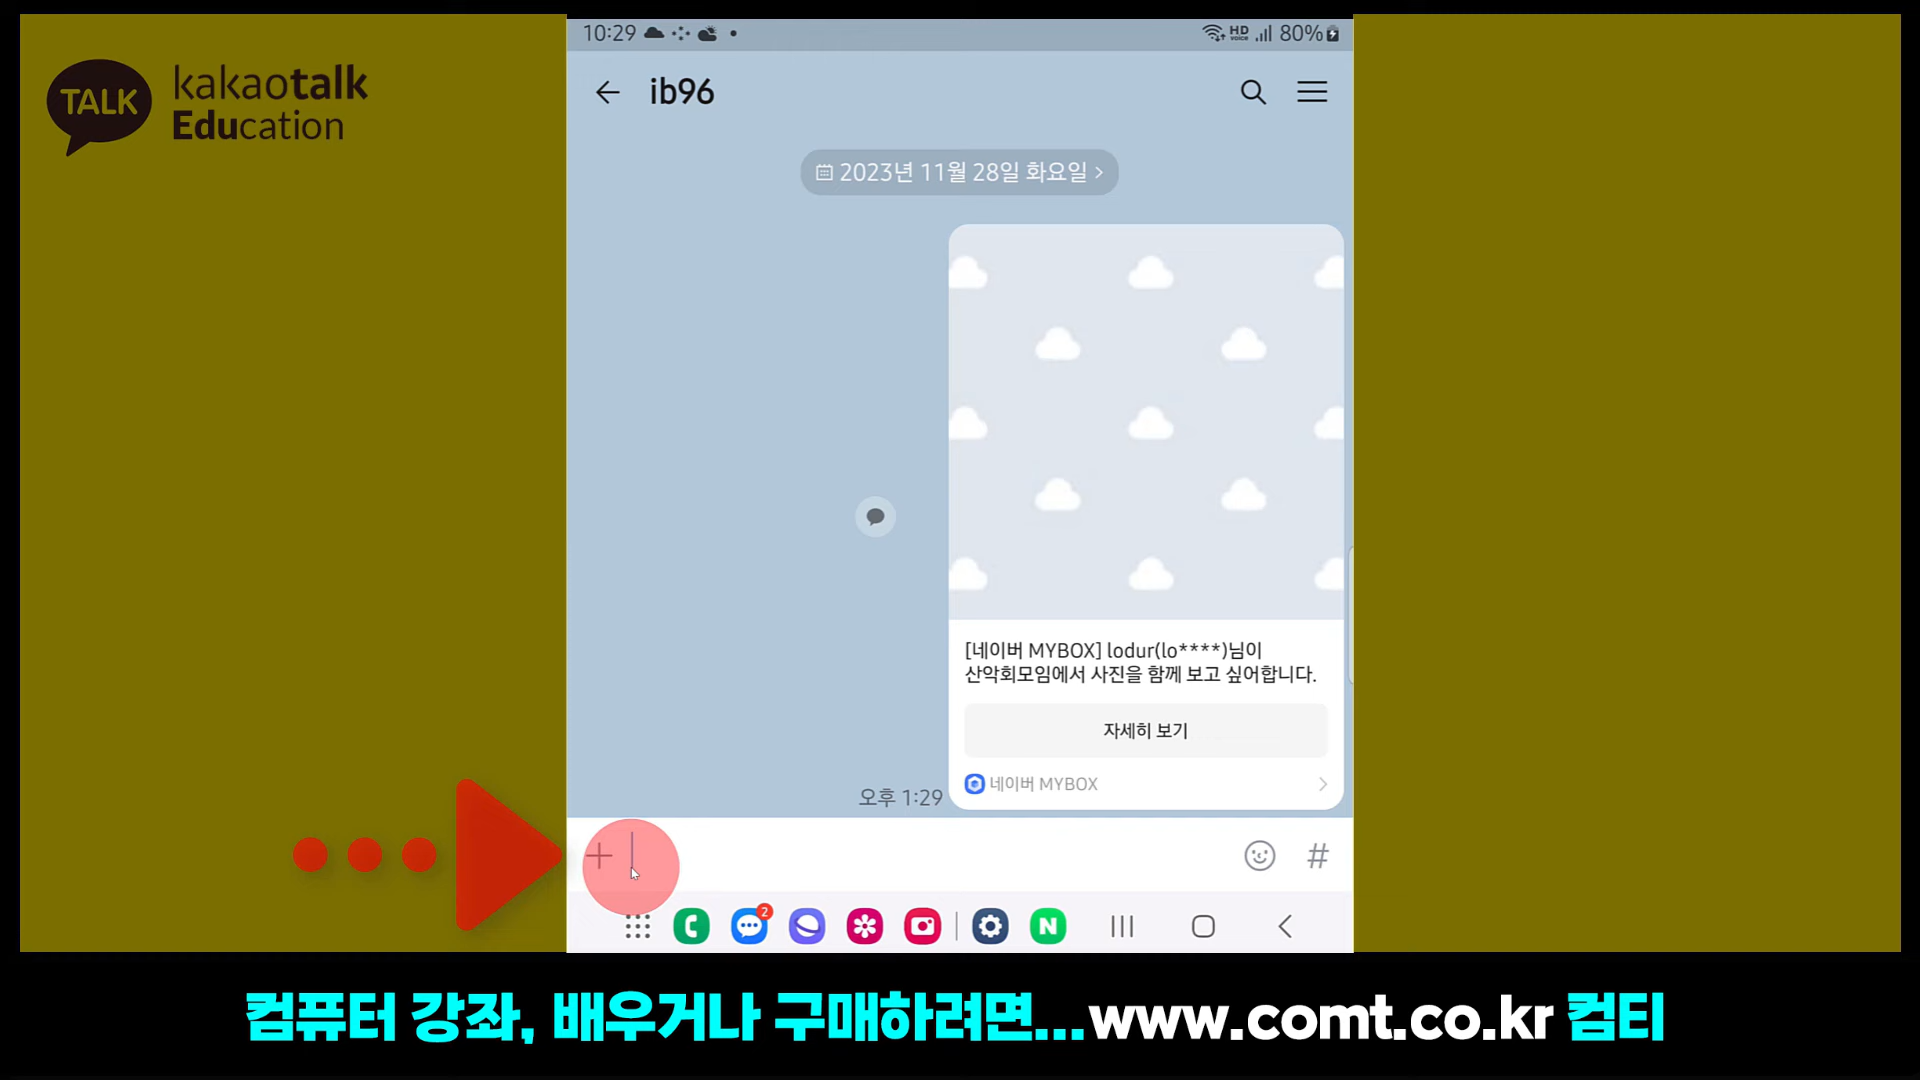 TALK
kakaotalk
Education
10:29
HD voice
80%
ib96
2023년 11월 28일 화요일
[네이버 MYBOX] lodur(lo****)님이
산악회모임에서 사진을 함께 보고 싶어합니다.
자세히 보기
네이버 MYBOX
오후 1:29
#
2
N
컴퓨터 강좌, 배우거나 구매하려면...www.comt.co.kr 컴티